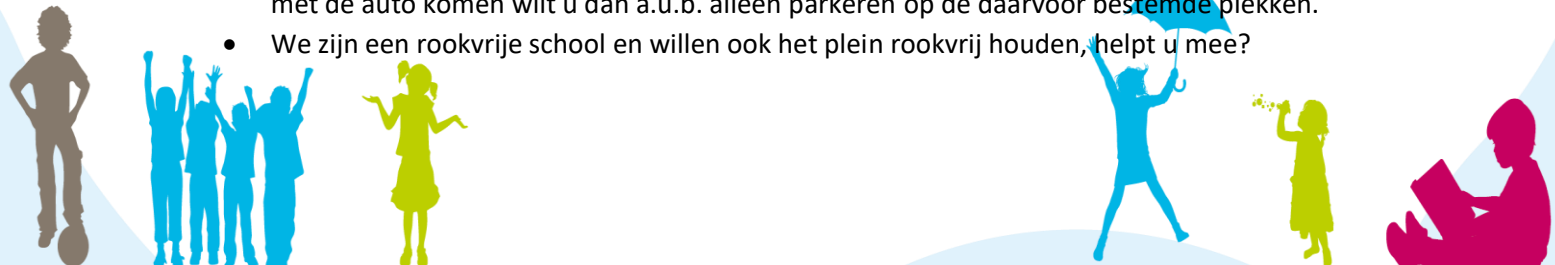 met de auto komen wilt u dan a.u.b. alleen parkeren op de daarvoor bestemde plekken.
• We zijn een rookvrije school en willen ook het plein rookvrij houden, helpt u mee?